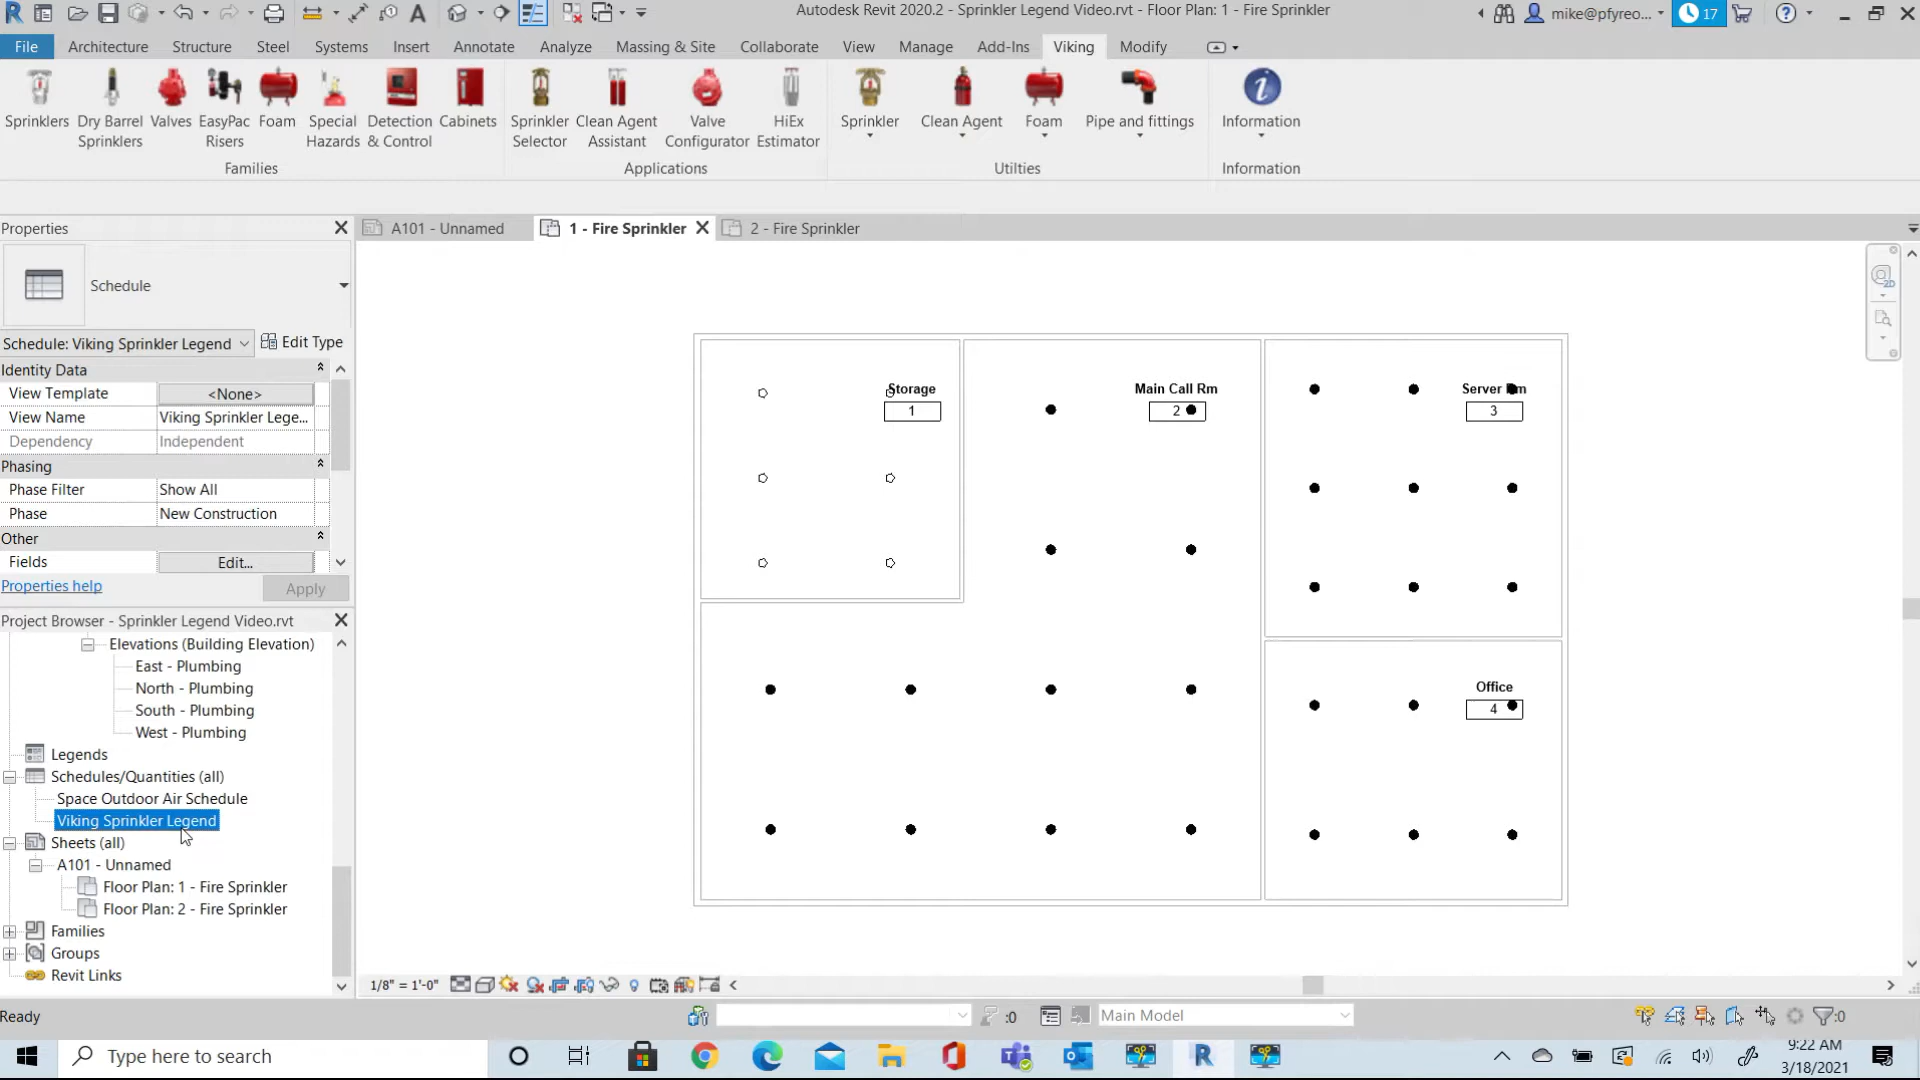 Autodesk Revit 2020.2 - Sprinkler Legend Video.rvt - Floor Plan: 1 - Fire Sprinkler
mike@pfyreo...
17
File Architecture Structure Steel Systems Insert Annotate Analyze Massing & Site Collaborate View Manage Add-Ins Viking Modify
Sprinklers
Dry Barrel
Sprinklers
Valves
EasyPac
Risers
Foam
Special
Hazards
Detection
& Control
Cabinets
Sprinkler
Selector
Clean Agent
Assistant
Valve
Configurator
HiEx
Estimator
Sprinkler
Clean Agent
Foam
Pipe and fittings
Information
Families
Applications
Utilties
Information
Properties
A101 - Unnamed
1 - Fire Sprinkler
2 - Fire Sprinkler
Schedule
Schedule: Viking Sprinkler Legend
Edit Type
Identity Data
View Template <None>
View Name Viking Sprinkler Lege...
Dependency Independent
Phasing
Phase Filter Show All
Phase New Construction
Other
Fields Edit...
Properties help
Apply
Project Browser - Sprinkler Legend Video.rvt
Elevations (Building Elevation)
East - Plumbing
North - Plumbing
South - Plumbing
West - Plumbing
Legends
Schedules/Quantities (all)
Space Outdoor Air Schedule
Viking Sprinkler Legend
Sheets (all)
A101 - Unnamed
Floor Plan: 1 - Fire Sprinkler
Floor Plan: 2 - Fire Sprinkler
Families
Groups
Revit Links
2D
Storage
1
Main Call Rm
2
Server Rm
3
Office
4
1/8" = 1'-0"
Ready
:0
Main Model
:0
Type here to search
9:22 AM
3/18/2021